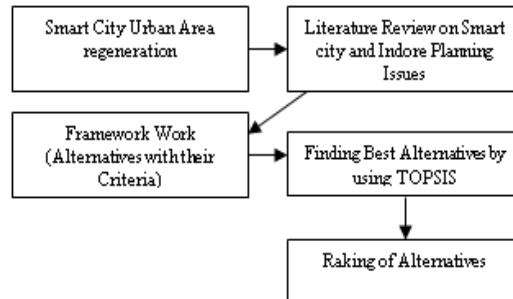 Smart City Urban Area
regeneration
Literature Review on Smart
city and Indore Planning
Issues
Framework Work
(Alternatives with their
Criteria)
Finding Best Alternatives by
using TOPSIS
Raking of Alternatives